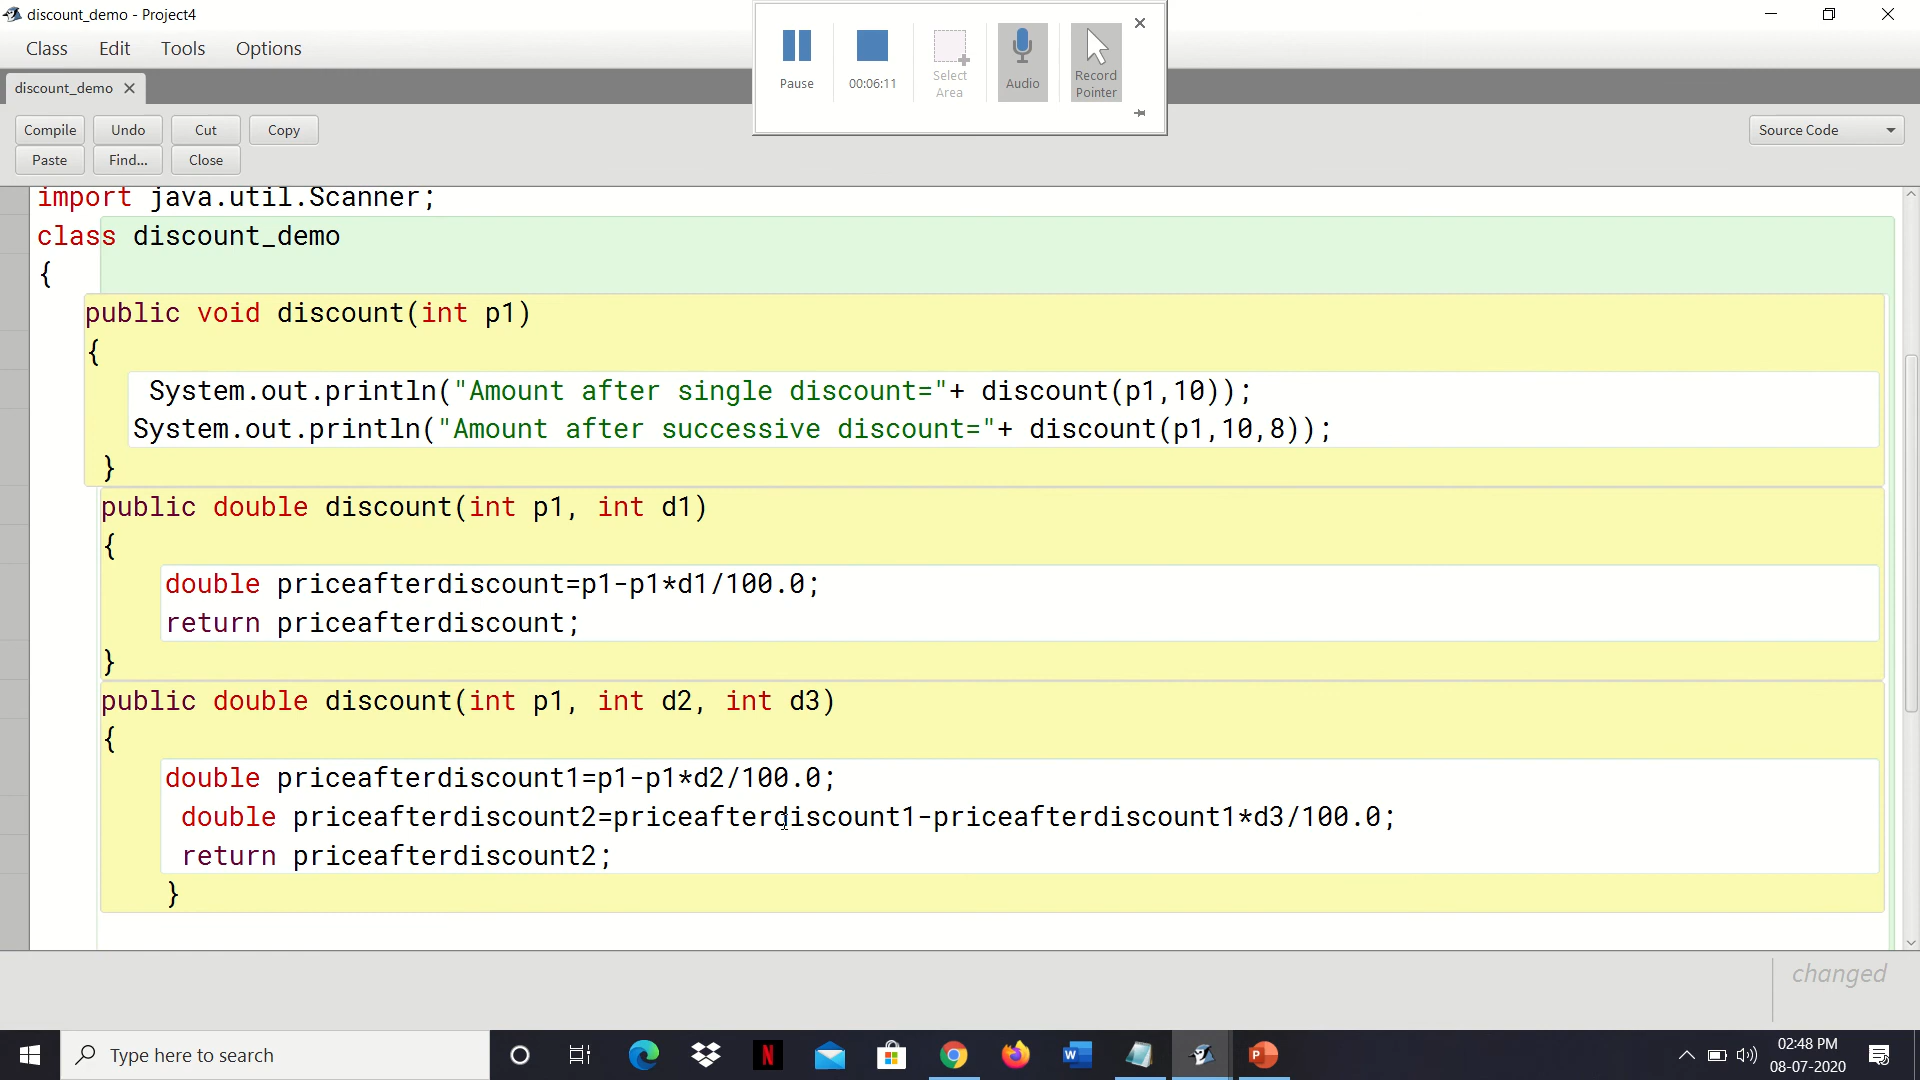 discount_demo - Project4
Class Edit Tools Options
discount_demo
Pause
00:06:11
Select Area
Audio
Record Pointer
Compile Undo Cut Copy
Paste Find... Close
Source Code
import java.util.Scanner;
class discount_demo
{
public void discount(int p1)
{
System.out.println("Amount after single discount="+ discount(p1,10));
System.out.println("Amount after successive discount="+ discount(p1,10,8));
}
public double discount(int p1, int d1)
{
double priceafterdiscount=p1-p1*d1/100.0;
return priceafterdiscount;
}
public double discount(int p1, int d2, int d3)
{
double priceafterdiscount1=p1-p1*d2/100.0;
double priceafterdiscount2=priceafterdiscount1-priceafterdiscount1*d3/100.0;
return priceafterdiscount2;
}
changed
Type here to search
N
W
P
02:48 PM
08-07-2020